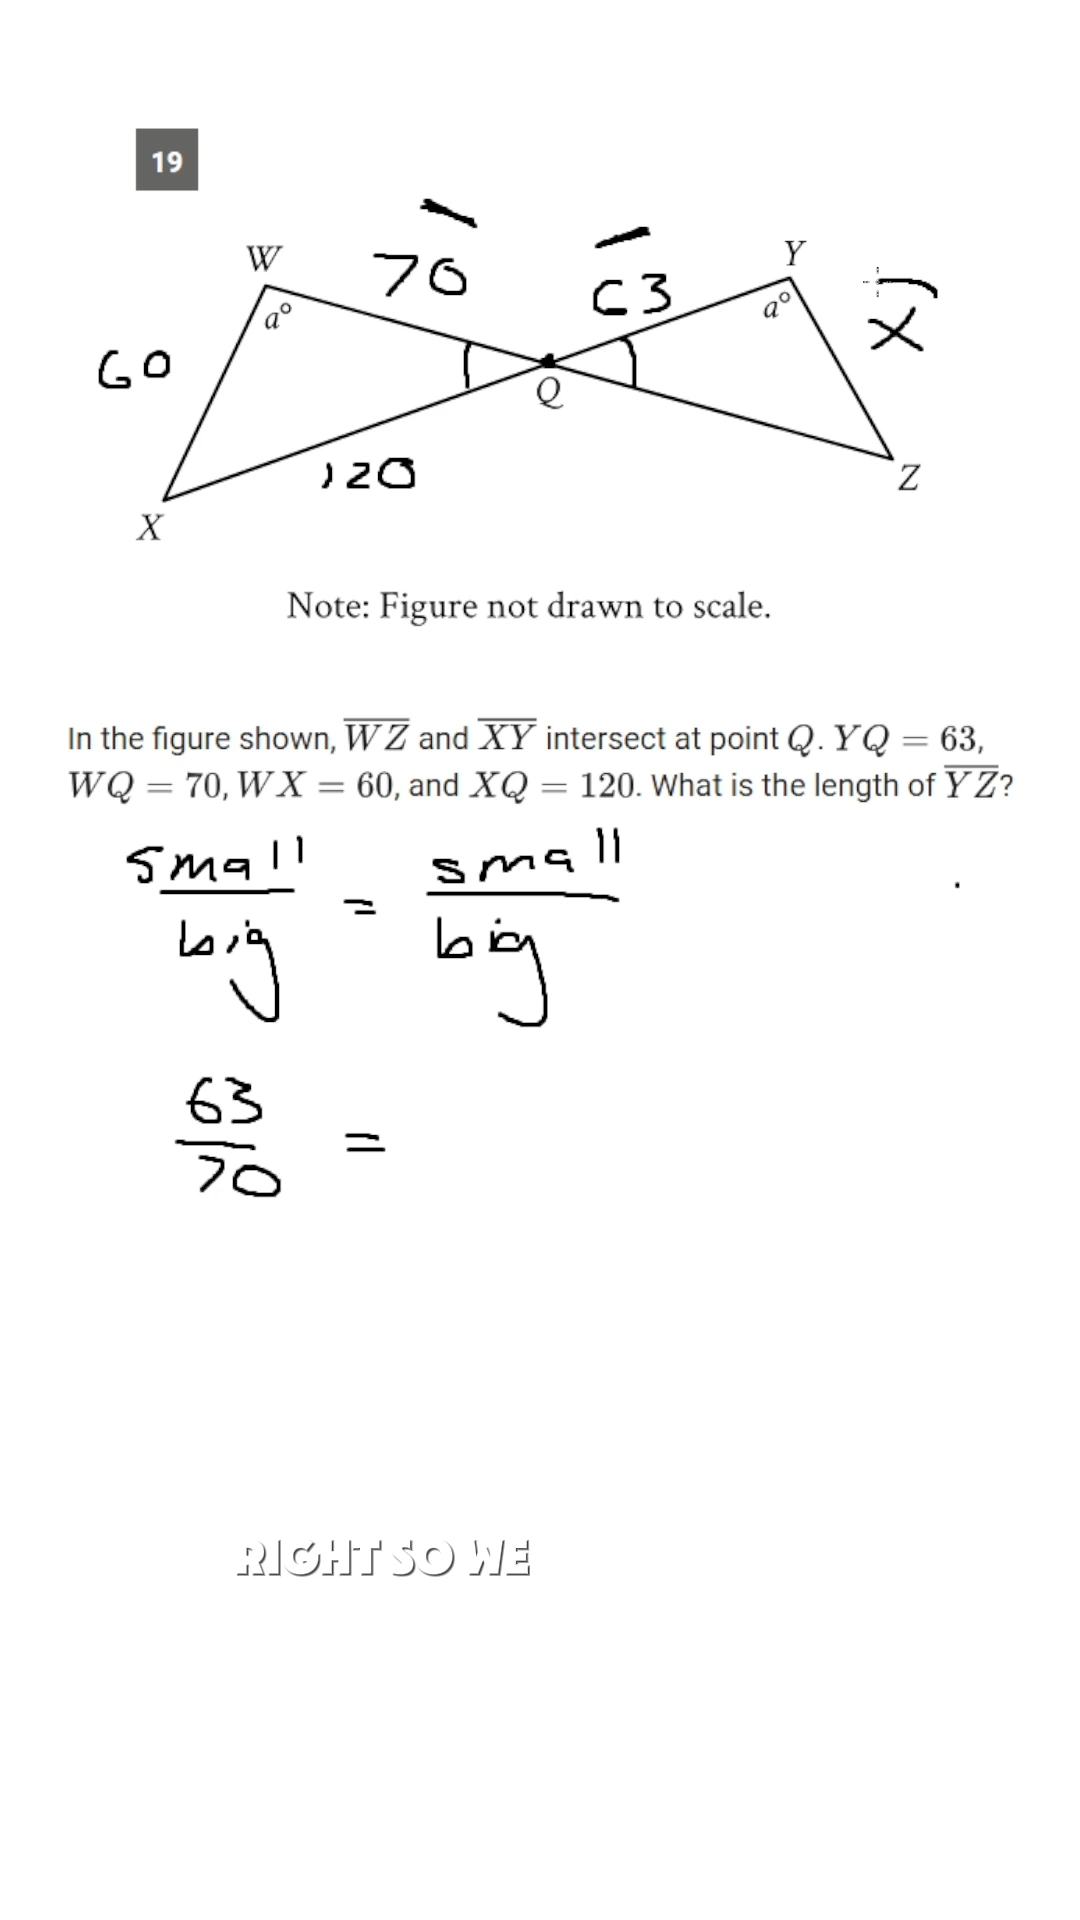 19
W
70
63
Y
a°
a°
x
60
Q
120
Z
X
Note: Figure not drawn to scale.
In the figure shown, WZ and XY intersect at point Q. YQ = 63,
WQ = 70, WX = 60, and XQ = 120. What is the length of YZ?
small = small
big big
63 =
70
RIGHT SO WE